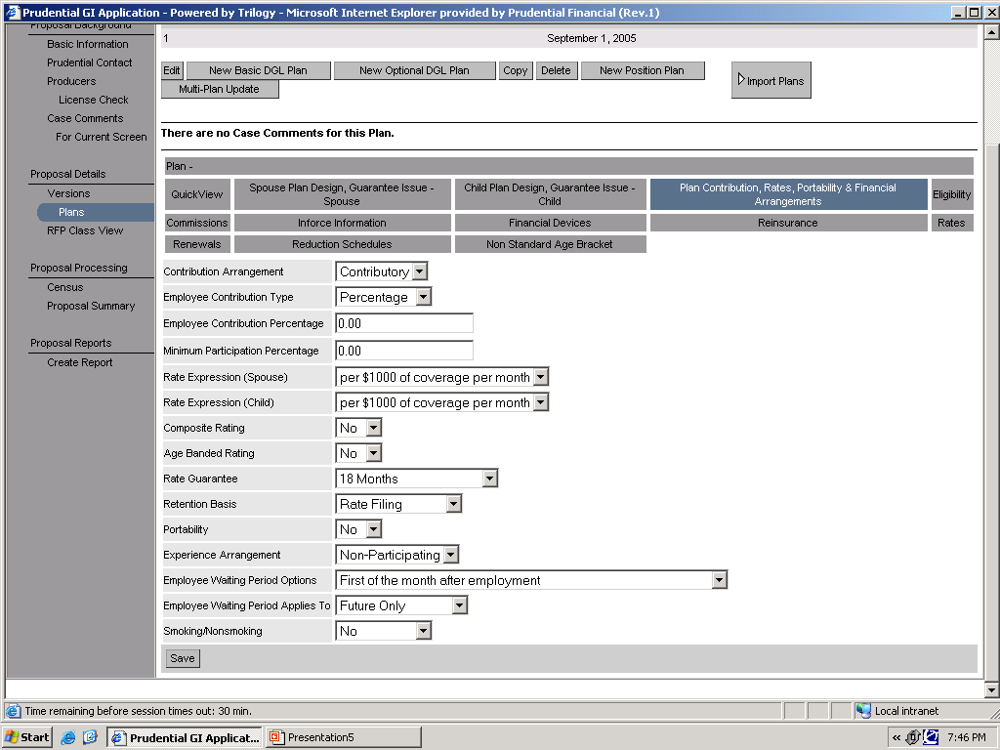 Prudential GI Application - Powered by Trilogy - Microsoft Internet Explorer provided by Prudential Financial (Rev.1)
Proposal Background
Basic Information
Prudential Contact
Producers
License Check
Case Comments
For Current Screen
Proposal Details
Versions
Plans
RFP Class View
Proposal Processing
Census
Proposal Summary
Proposal Reports
Create Report
1 September 1, 2005
Edit New Basic DGL Plan New Optional DGL Plan Copy Delete New Position Plan Import Plans
Multi-Plan Update
There are no Case Comments for this Plan.
Plan -
QuickView Spouse Plan Design, Guarantee Issue - Spouse Child Plan Design, Guarantee Issue - Child Plan Contribution, Rates, Portability & Financial Arrangements Eligibility
Commissions Inforce Information Financial Devices Reinsurance Rates
Renewals Reduction Schedules Non Standard Age Bracket
Contribution Arrangement Contributory
Employee Contribution Type Percentage
Employee Contribution Percentage 0.00
Minimum Participation Percentage 0.00
Rate Expression (Spouse) per $1000 of coverage per month
Rate Expression (Child) per $1000 of coverage per month
Composite Rating No
Age Banded Rating No
Rate Guarantee 18 Months
Retention Basis Rate Filing
Portability No
Experience Arrangement Non-Participating
Employee Waiting Period Options First of the month after employment
Employee Waiting Period Applies To Future Only
Smoking/Nonsmoking No
Save
Time remaining before session times out: 30 min. Local intranet
Start Prudential GI Applicat... Presentation5 « 7:46 PM